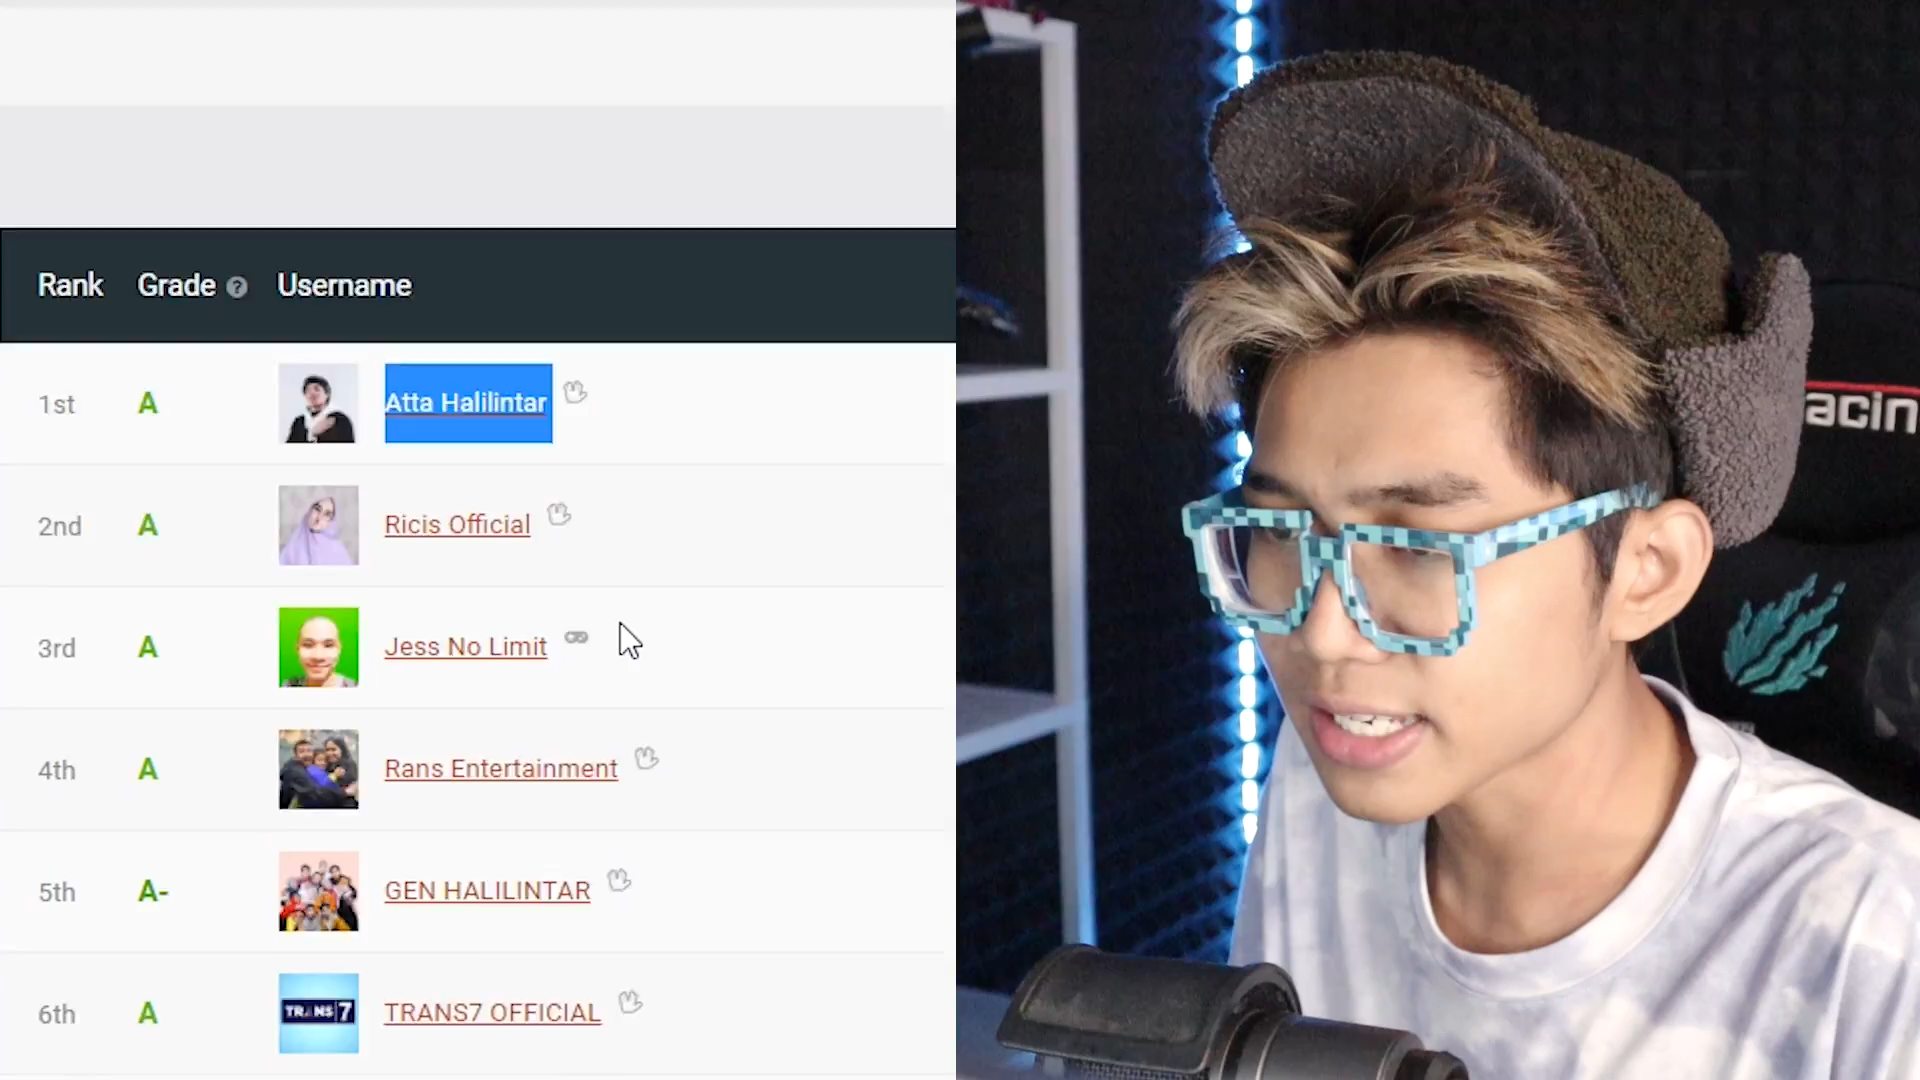 Rank Grade ? Username
1st A Atta Halilintar
2nd A Ricis Official
3rd A Jess No Limit
4th A Rans Entertainment
5th A- GEN HALILINTAR
TRANS7
6th A TRANS7 OFFICIAL
acin